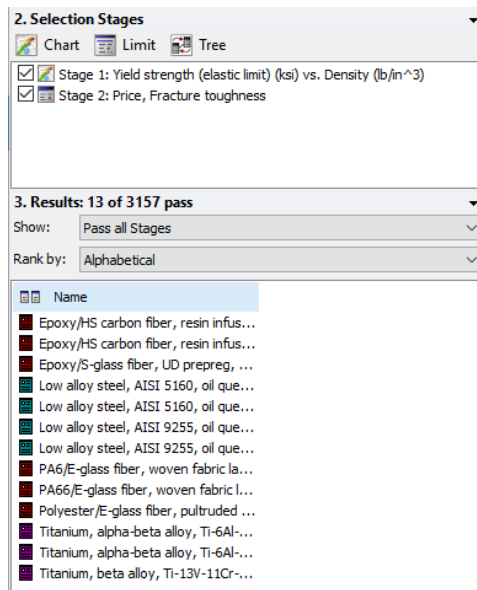 2. Selection Stages
Chart Limit Tree
Stage 1: Yield strength (elastic limit) (ksi) vs. Density (lb/in^3)
Stage 2: Price, Fracture toughness
3. Results: 13 of 3157 pass
Show: Pass all Stages
Rank by: Alphabetical
Name
Epoxy/HS carbon fiber, resin infus...
Epoxy/HS carbon fiber, resin infus...
Epoxy/S-glass fiber, UD prepreg, ...
Low alloy steel, AISI 5160, oil que...
Low alloy steel, AISI 5160, oil que...
Low alloy steel, AISI 9255, oil que...
Low alloy steel, AISI 9255, oil que...
PA6/E-glass fiber, woven fabric la...
PA66/E-glass fiber, woven fabric l...
Polyester/E-glass fiber, pultruded ...
Titanium, alpha-beta alloy, Ti-6Al-...
Titanium, alpha-beta alloy, Ti-6Al-...
Titanium, beta alloy, Ti-13V-11Cr-...